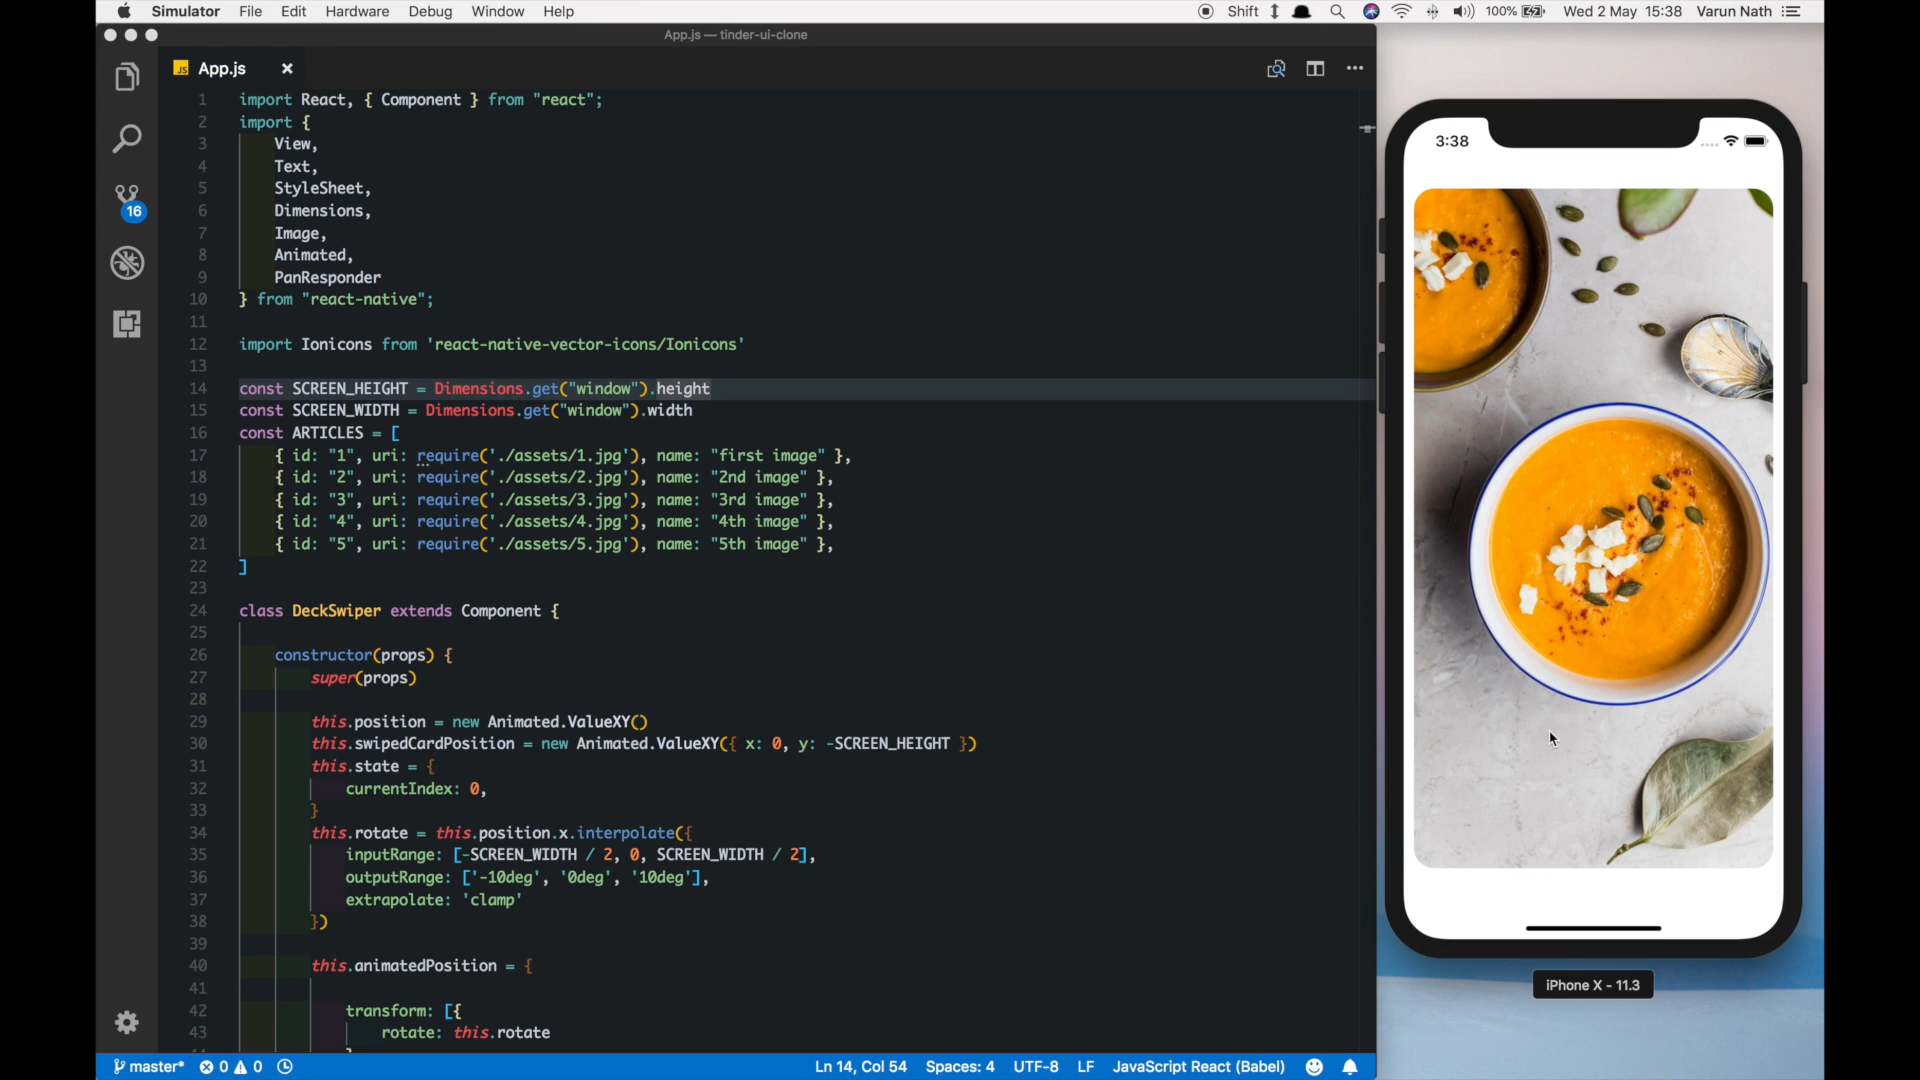 Simulator File Edit Hardware Debug Window Help Shift 100% Wed 2 May 15:38 Varun Nath
App.js — tinder-ui-clone
JS App.js
1 import React, { Component } from "react";
2 import {
3 View,
4 Text,
5 StyleSheet,
6 Dimensions,
7 Image,
8 Animated,
9 PanResponder
10 } from "react-native";
11
12 import Ionicons from 'react-native-vector-icons/Ionicons'
13
14 const SCREEN_HEIGHT = Dimensions.get("window").height
15 const SCREEN_WIDTH = Dimensions.get("window").width
16 const ARTICLES = [
17 { id: "1", uri: require('./assets/1.jpg'), name: "first image" },
18 { id: "2", uri: require('./assets/2.jpg'), name: "2nd image" },
19 { id: "3", uri: require('./assets/3.jpg'), name: "3rd image" },
20 { id: "4", uri: require('./assets/4.jpg'), name: "4th image" },
21 { id: "5", uri: require('./assets/5.jpg'), name: "5th image" },
22 ]
23
24 class DeckSwiper extends Component {
25
26 constructor(props) {
27 super(props)
28
29 this.position = new Animated.ValueXY()
30 this.swipedCardPosition = new Animated.ValueXY({ x: 0, y: -SCREEN_HEIGHT })
31 this.state = {
32 currentIndex: 0,
33 }
34 this.rotate = this.position.x.interpolate({
35 inputRange: [-SCREEN_WIDTH / 2, 0, SCREEN_WIDTH / 2],
36 outputRange: ['-10deg', '0deg', '10deg'],
37 extrapolate: 'clamp'
38 })
39
40 this.animatedPosition = {
41
42 transform: [{
43 rotate: this.rotate
16
master* 0 0 Ln 14, Col 54 Spaces: 4 UTF-8 LF JavaScript React (Babel)
3:38
iPhone X - 11.3